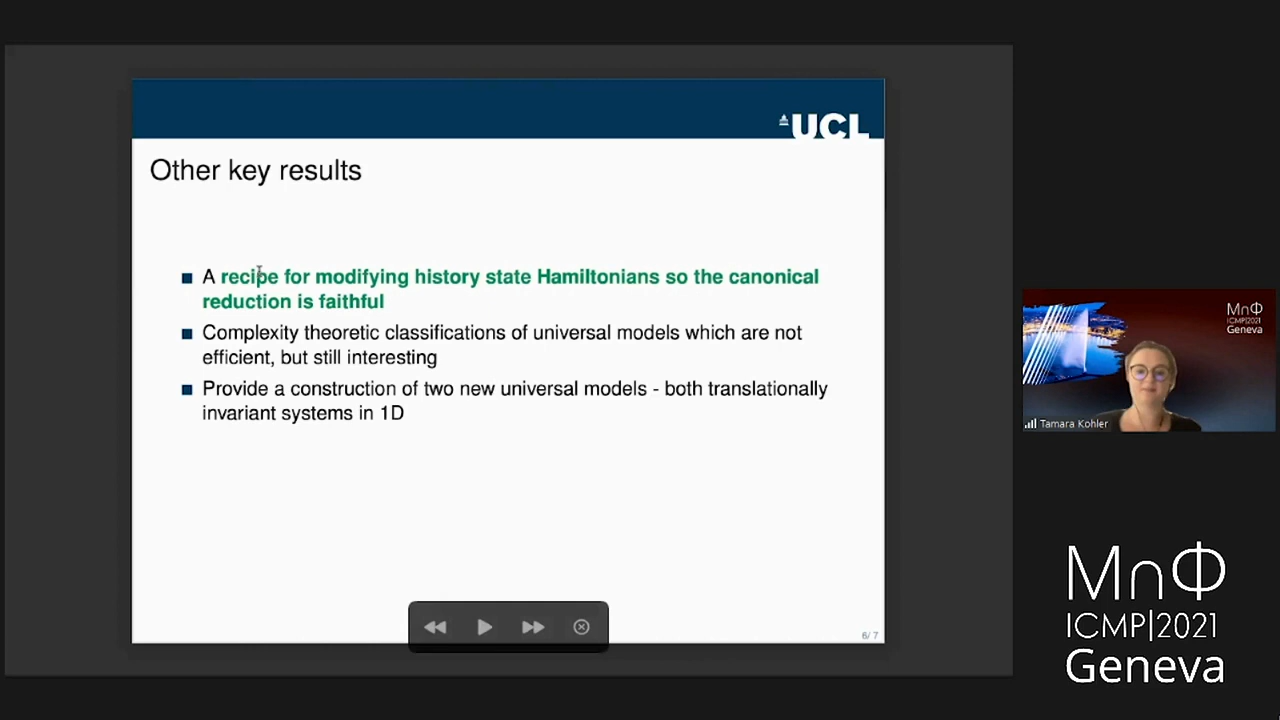 UCL
Other key results
A recipe for modifying history state Hamiltonians so the canonical
reduction is faithful
Complexity theoretic classifications of universal models which are not
efficient, but still interesting
Provide a construction of two new universal models - both translationally
invariant systems in 1D
6/ 7
MnΦ
ICMP|2021
Geneva
Tamara Kohler
MnΦ
ICMP|2021
Geneva